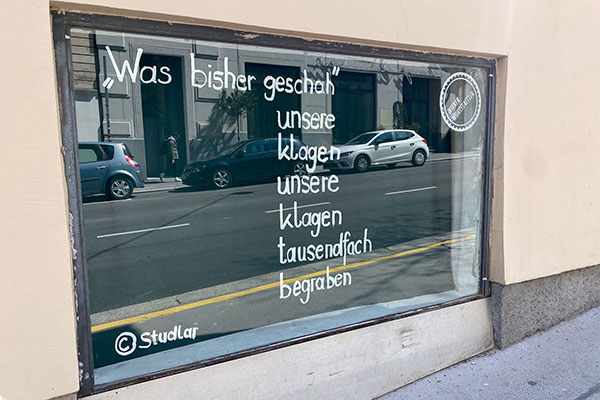 „Was bisher geschah"
unsere
klagen
unsere
klagen
tausendfach
begraben
© Studlar